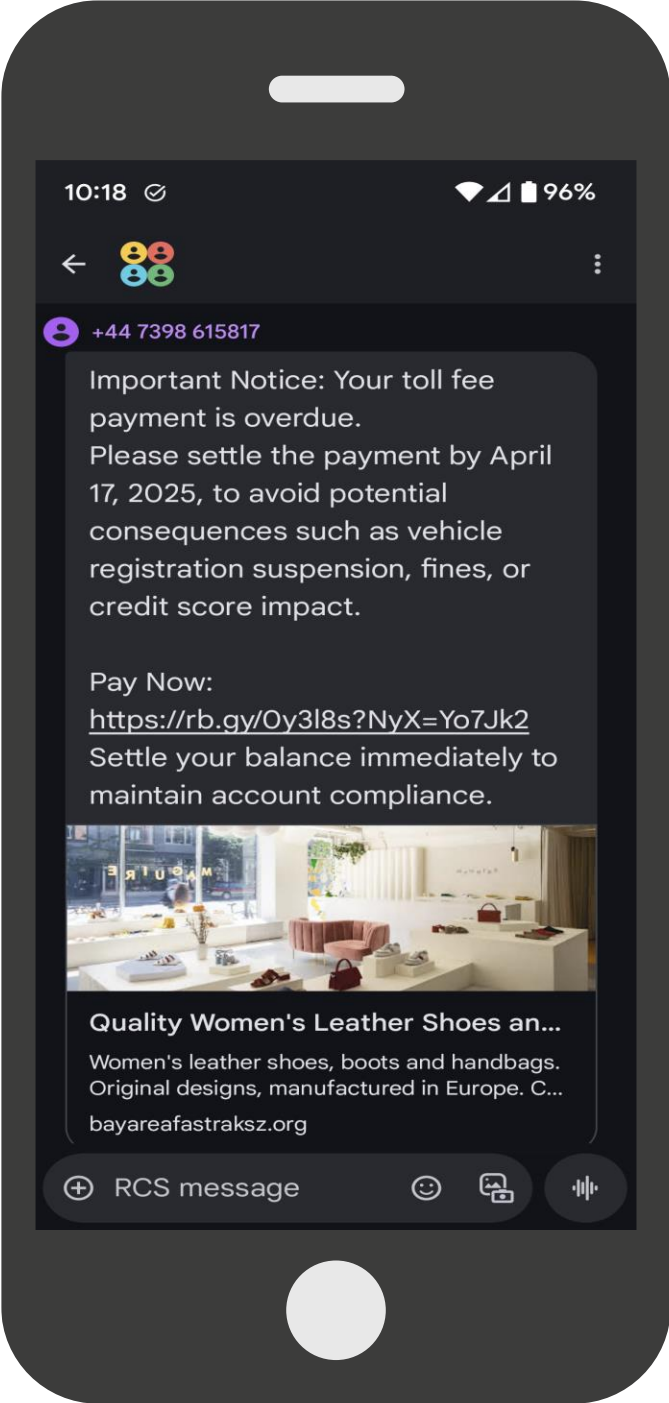 10:18
96%
+44 7398 615817
Important Notice: Your toll fee
payment is overdue.
Please settle the payment by April
17, 2025, to avoid potential
consequences such as vehicle
registration suspension, fines, or
credit score impact.
Pay Now:
https://rb.gy/0y3l8s?NyX=Yo7Jk2
Settle your balance immediately to
maintain account compliance.
MAGUIRE
Quality Women's Leather Shoes an...
Women's leather shoes, boots and handbags.
Original designs, manufactured in Europe. C...
bayareafastraksz.org
RCS message